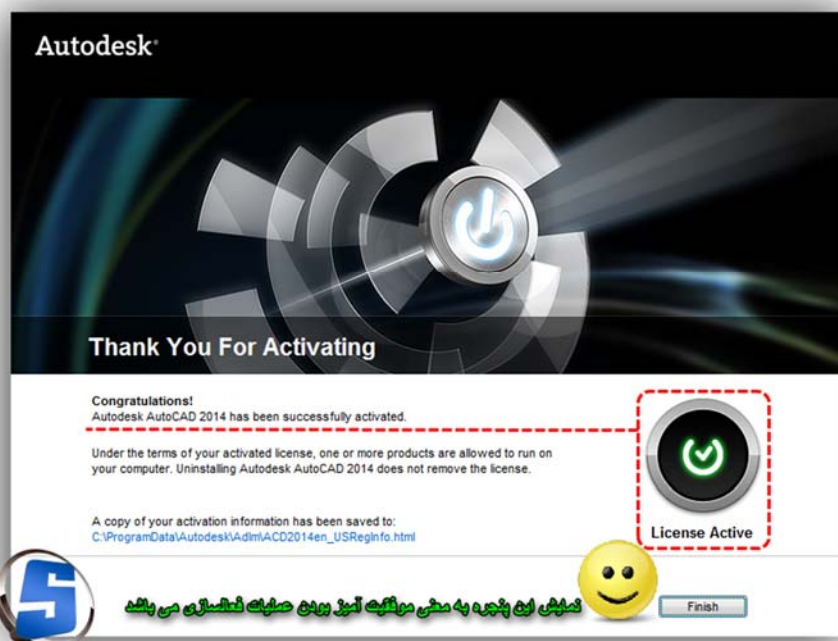 Autodesk®
Thank You For Activating
Congratulations!
Autodesk AutoCAD 2014 has been successfully activated.
Under the terms of your activated license, one or more products are allowed to run on
your computer. Uninstalling Autodesk AutoCAD 2014 does not remove the license.
A copy of your activation information has been saved to:
C:\ProgramData\Autodesk\Adlm\ACD2014en_USRegInfo.html
License Active
نمایش این پنجره به معنی موفقیت آمیز بودن عملیات فعالسازی می باشد
Finish